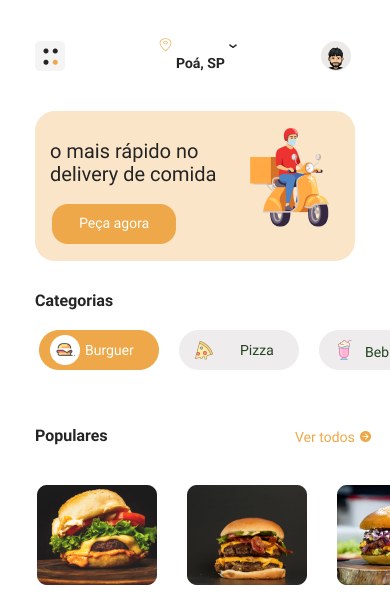 Poá, SP
o mais rápido no
delivery de comida
Peça agora
Categorias
Burguer
Pizza
Beb
Populares
Ver todos